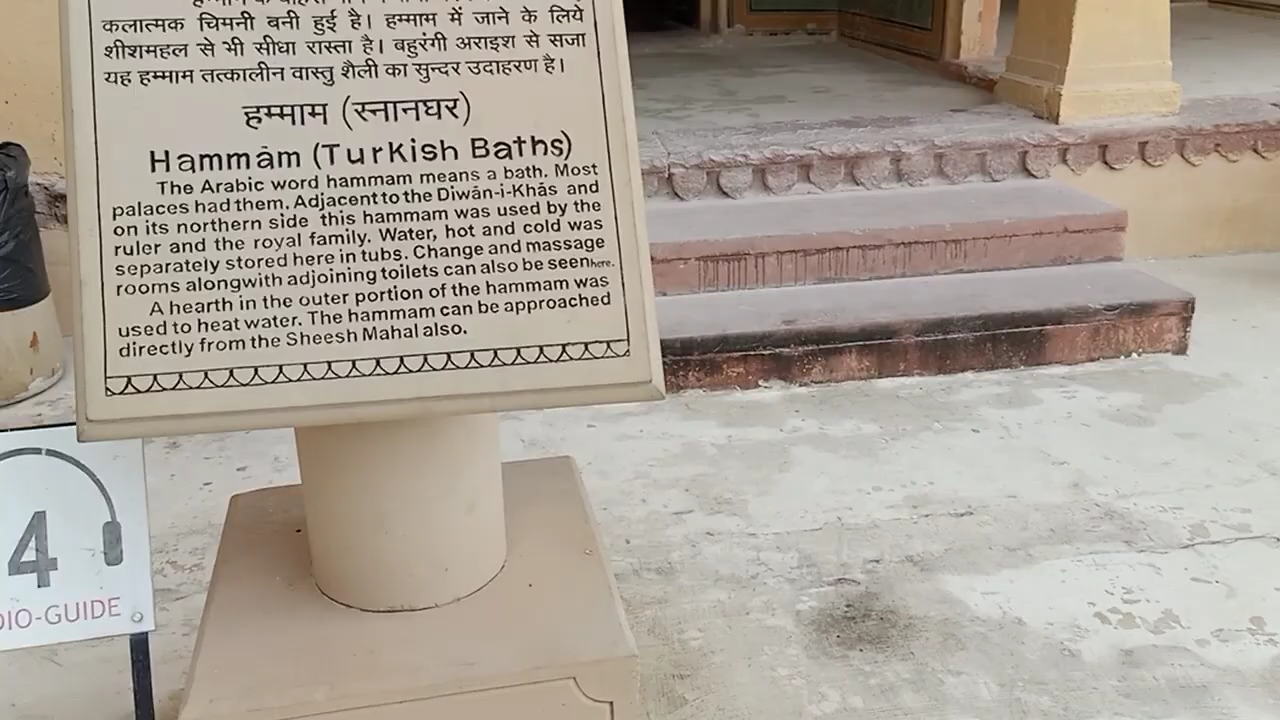 कलात्मक चिमनी बनी हुई है। हम्माम में जाने के लिये
शीशमहल से भी सीधा रास्ता है। बहुरंगी अराइश से सजा
यह हम्माम तत्कालीन वास्तु शैली का सुन्दर उदाहरण है।
हम्माम (स्नानघर)
Hammām (Turkish Baths)
The Arabic word hammam means a bath. Most
palaces had them. Adjacent to the Diwān-i-Khās and
on its northern side this hammam was used by the
ruler and the royal family. Water, hot and cold was
separately stored here in tubs. Change and massage
rooms alongwith adjoining toilets can also be seen here.
A hearth in the outer portion of the hammam was
used to heat water. The hammam can be approached
directly from the Sheesh Mahal also.
4
DIO-GUIDE